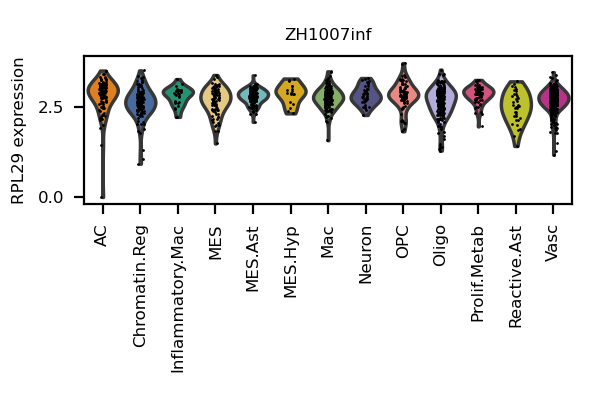 ZH1007inf
RPL29 expression
2.5
0.0
AC
Chromatin.Reg
Inflammatory.Mac
MES
MES.Ast
MES.Hyp
Mac
Neuron
OPC
Oligo
Prolif.Metab
Reactive.Ast
Vasc